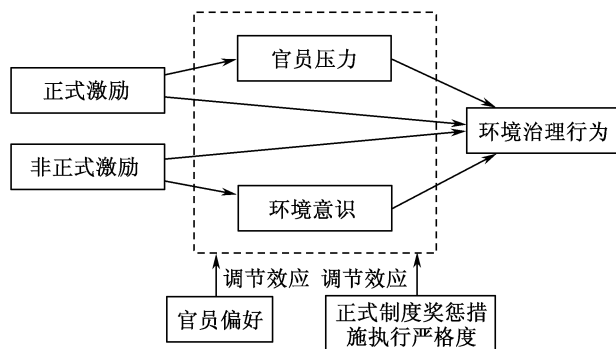 官员压力
正式激励
环境治理行为
非正式激励
环境意识
调节效应 调节效应
官员偏好
正式制度奖惩措
施执行严格度